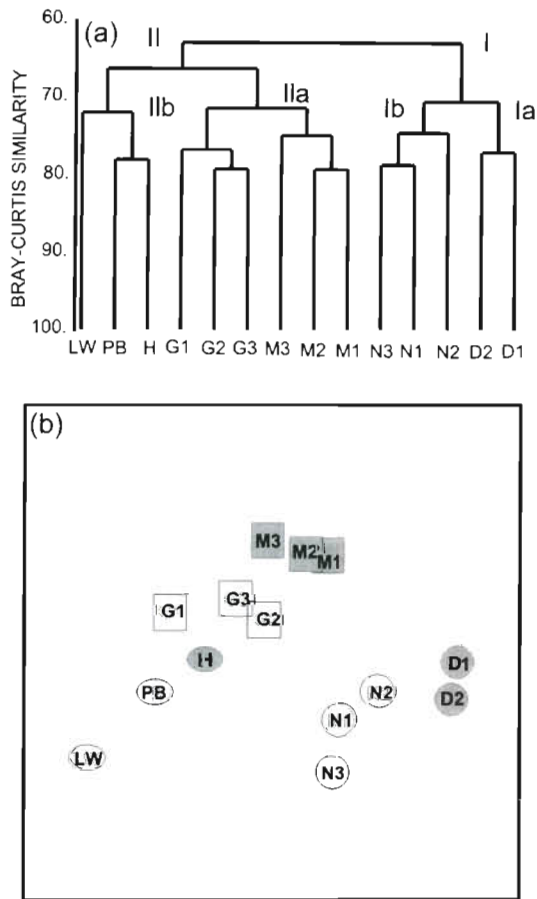 60.
(a)
II
I
70.
IIb
IIa
Ib
Ia
80.
90.
100.
BRAY-CURTIS SIMILARITY
LW PB H G1 G2 G3 M3 M2 M1 N3 N1 N2 D2 D1
(b)
M3
M2
M1
G3
G1
G2
H
D1
PB
N2
D2
N1
LW
N3